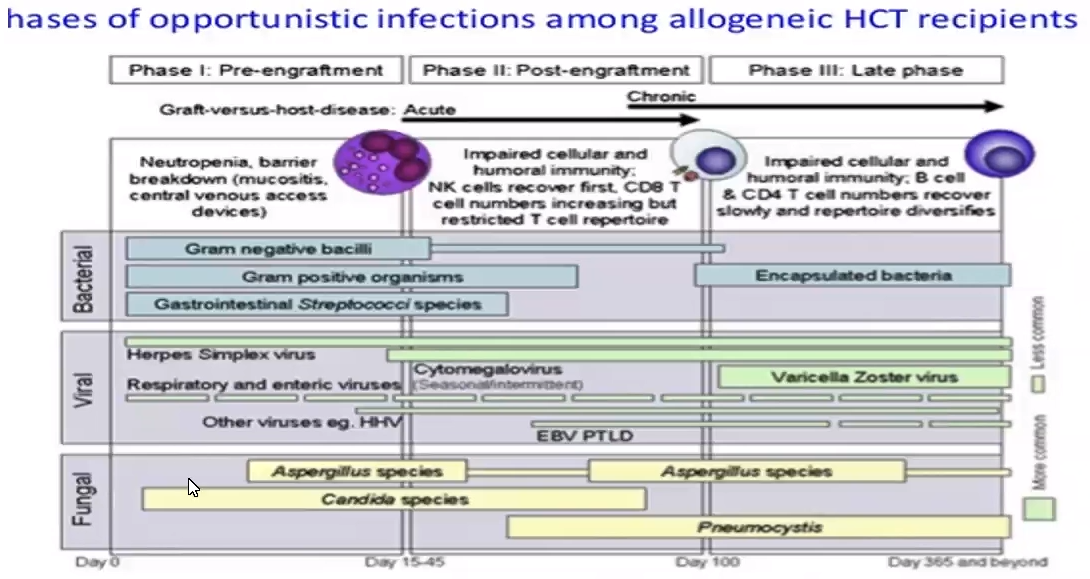 hases of opportunistic infections among allogeneic HCT recipients
Phase I: Pre-engraftment
Phase II: Post-engraftment
Phase III: Late phase
Graft-versus-host-disease: Acute
Chronic
Neutropenia, barrier
breakdown (mucositis,
central venous access
devices)
Impaired cellular and
humoral immunity;
NK cells recover first, CD8 T
cell numbers increasing but
restricted T cell repertoire
Impaired cellular and
humoral immunity; B cell
& CD4 T cell numbers recover
slowly and repertoire diversifies
Bacterial
Gram negative bacilli
Gram positive organisms
Encapsulated bacteria
Gastrointestinal Streptococci species
Viral
Herpes Simplex virus
Cytomegalovirus
Respiratory and enteric viruses (Seasonal/intermittent)
Varicella Zoster virus
Other viruses eg. HHV
EBV PTLD
Fungal
Aspergillus species
Aspergillus species
Candida species
Pneumocystis
Less common
More common
Day 0
Day 15-45
Day 100
Day 365 and beyond